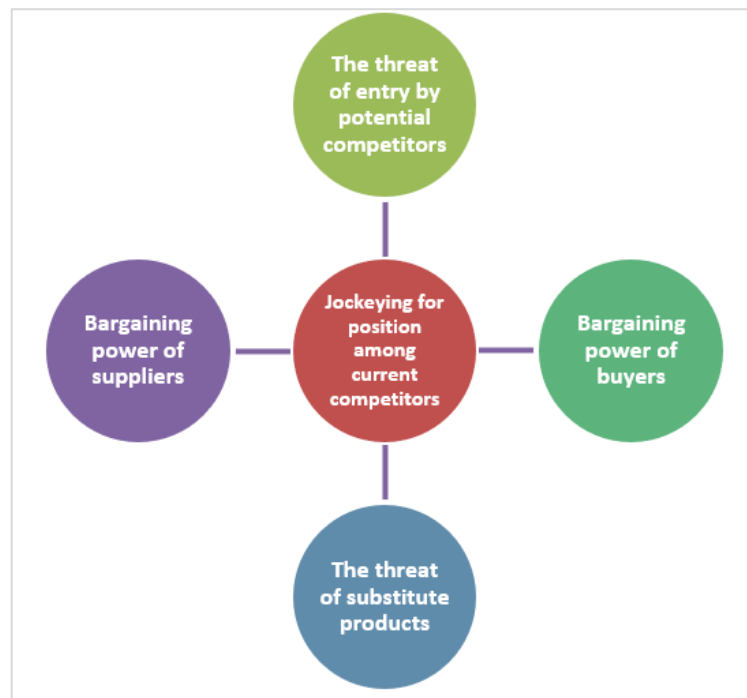 The threat
of entry by
potential
competitors
Bargaining
power of
suppliers
Jockeying for
position
among
current
competitors
Bargaining
power of
buyers
The threat
of substitute
products